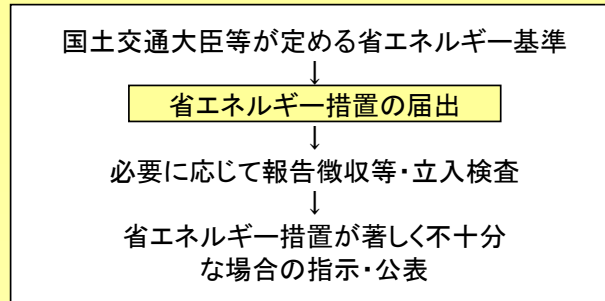 国土交通大臣等が定める省エネルギー基準
↓
省エネルギー措置の届出
↓
必要に応じて報告徴収等・立入検査
↓
省エネルギー措置が著しく不十分
な場合の指示・公表